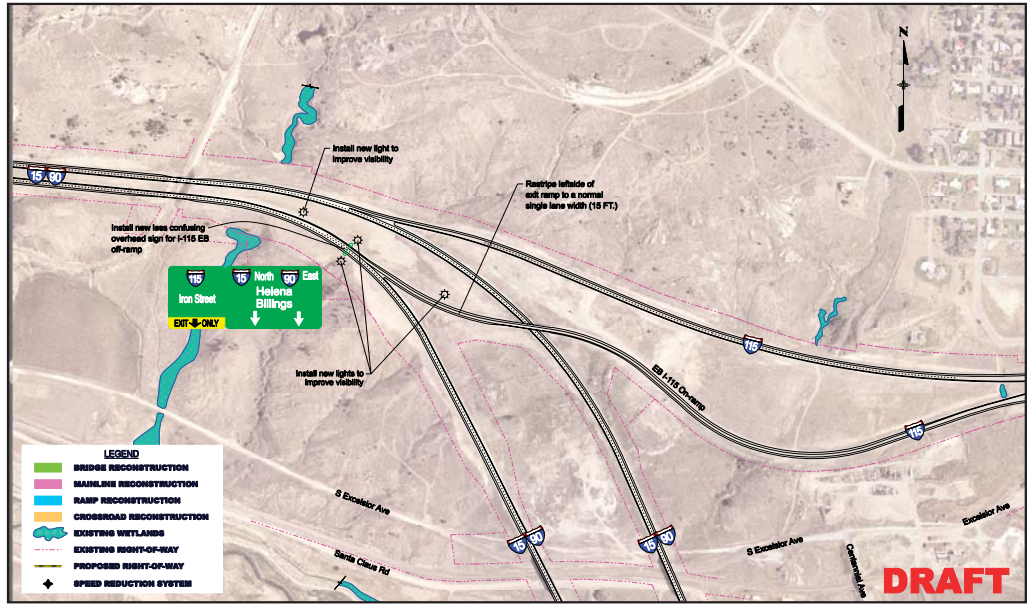 N
15 90
Install new light to
improve visibility
Restripe leftside of
exit ramp to a normal
single lane width (15 FT.)
Install new less confusing
overhead sign for I-115 EB
off-ramp
115
Iron Street
EXIT ONLY
15 North 90 East
Helena
Billings
Install new lights to
improve visibility
115
EB I-115 On-ramp
115
S Excelsior Ave
15 90
15 90
S Excelsior Ave
Excelsior Ave
Centennial Ave
Santa Claus Rd
LEGEND
BRIDGE RECONSTRUCTION
MAINLINE RECONSTRUCTION
RAMP RECONSTRUCTION
CROSSROAD RECONSTRUCTION
EXISTING WETLANDS
EXISTING RIGHT-OF-WAY
PROPOSED RIGHT-OF-WAY
SPEED REDUCTION SYSTEM
DRAFT